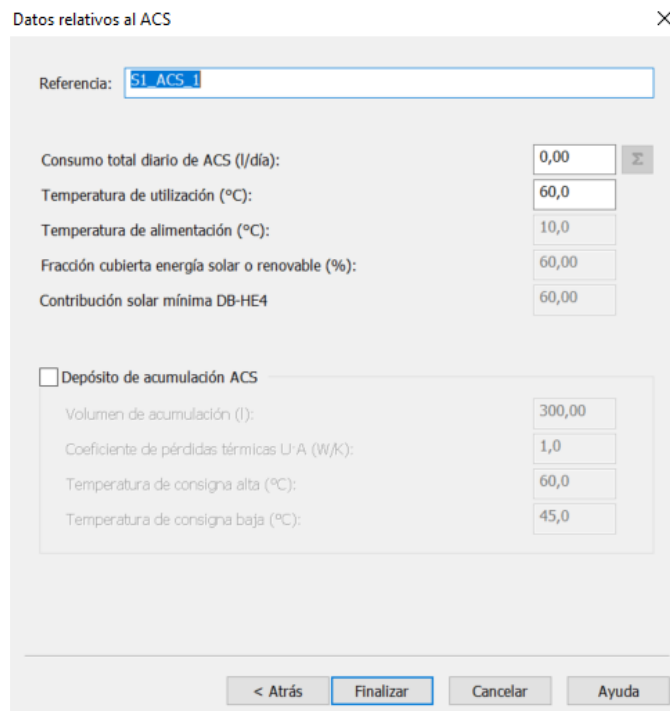 Datos relativos al ACS
Referencia: S1_ACS_1
Consumo total diario de ACS (l/día): 0,00 Σ
Temperatura de utilización (ºC): 60,0
Temperatura de alimentación (ºC): 10,0
Fracción cubierta energía solar o renovable (%): 60,00
Contribución solar mínima DB-HE4 60,00
Depósito de acumulación ACS
Volumen de acumulación (l): 300,00
Coeficiente de pérdidas térmicas U·A (W/K): 1,0
Temperatura de consigna alta (ºC): 60,0
Temperatura de consigna baja (ºC): 45,0
< Atrás Finalizar Cancelar Ayuda